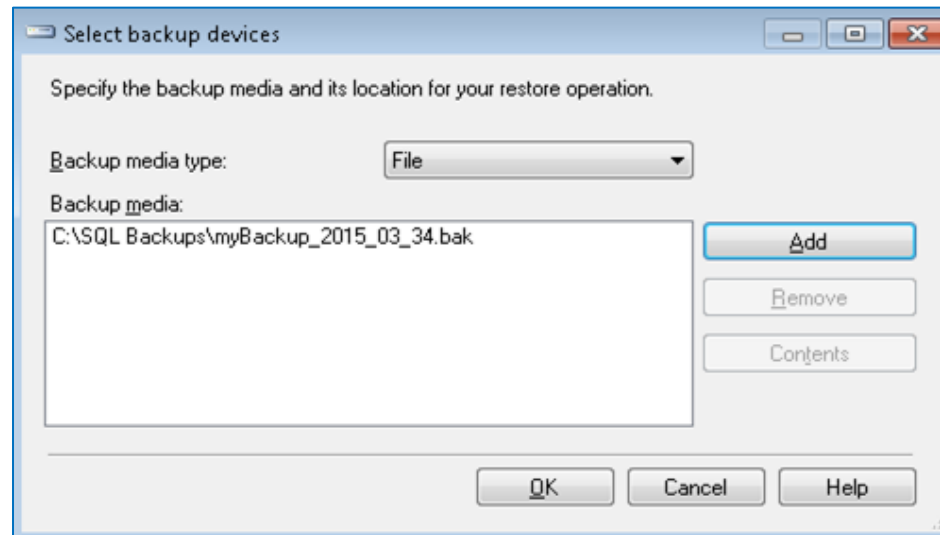 Select backup devices
Specify the backup media and its location for your restore operation.
Backup media type: File
Backup media:
C:\SQL Backups\myBackup_2015_03_34.bak
Add
Remove
Contents
OK Cancel Help